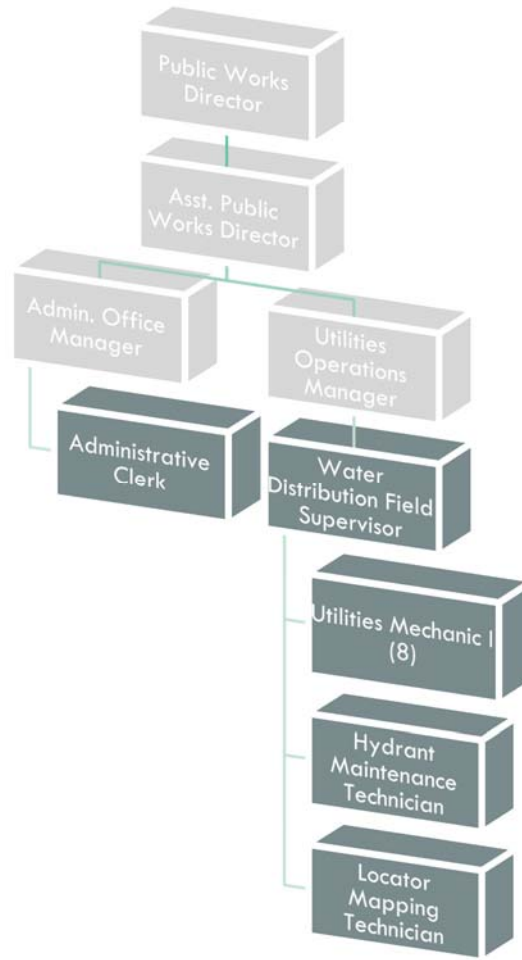 Public Works
Director
Asst. Public
Works Director
Admin. Office
Manager
Utilities
Operations
Manager
Administrative
Clerk
Water
Distribution Field
Supervisor
Utilities Mechanic I
(8)
Hydrant
Maintenance
Technician
Locator
Mapping
Technician